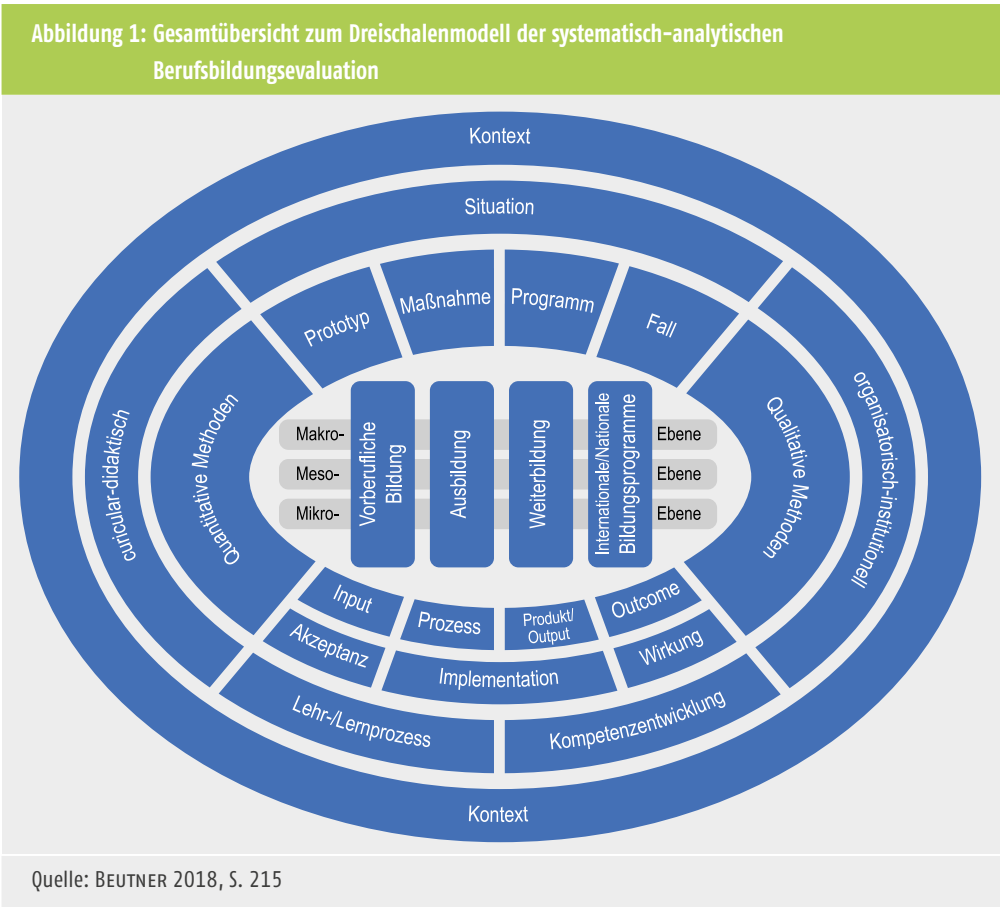 Abbildung 1: Gesamtübersicht zum Dreischalenmodell der systematisch-analytischen
Berufsbildungsevaluation
Kontext
Situation
Prototyp
Maßnahme
Programm
Fall
curicular-didaktisch
Quantitative Methoden
Makro-
Meso-
Mikro-
Vorberufliche
Bildung
Ausbildung
Weiterbildung
Internationale/Nationale
Bildungsprogramme
Ebene
Ebene
Ebene
Qualitative Methoden
organisatorisch-institutionell
Input
Prozess
Produkt/
Output
Outcome
Akzeptanz
Implementation
Wirkung
Lehr-/Lernprozess
Kompetenzentwicklung
Kontext
Quelle: BEUTNER 2018, S. 215